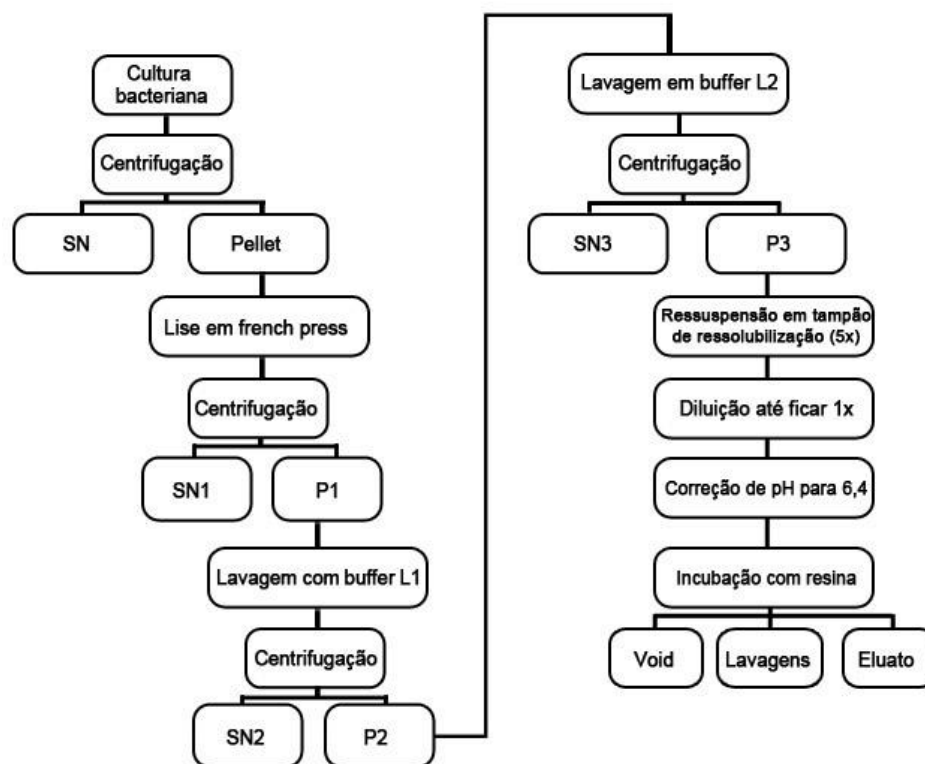 Cultura
bacteriana
Centrifugação
SN
Pellet
Lise em french press
Centrifugação
SN1
P1
Lavagem com buffer L1
Centrifugação
SN2
P2
Lavagem em buffer L2
Centrifugação
SN3
P3
Ressuspensão em tampão
de ressolubilização (5x)
Diluição até ficar 1x
Correção de pH para 6,4
Incubação com resina
Void
Lavagens
Eluato